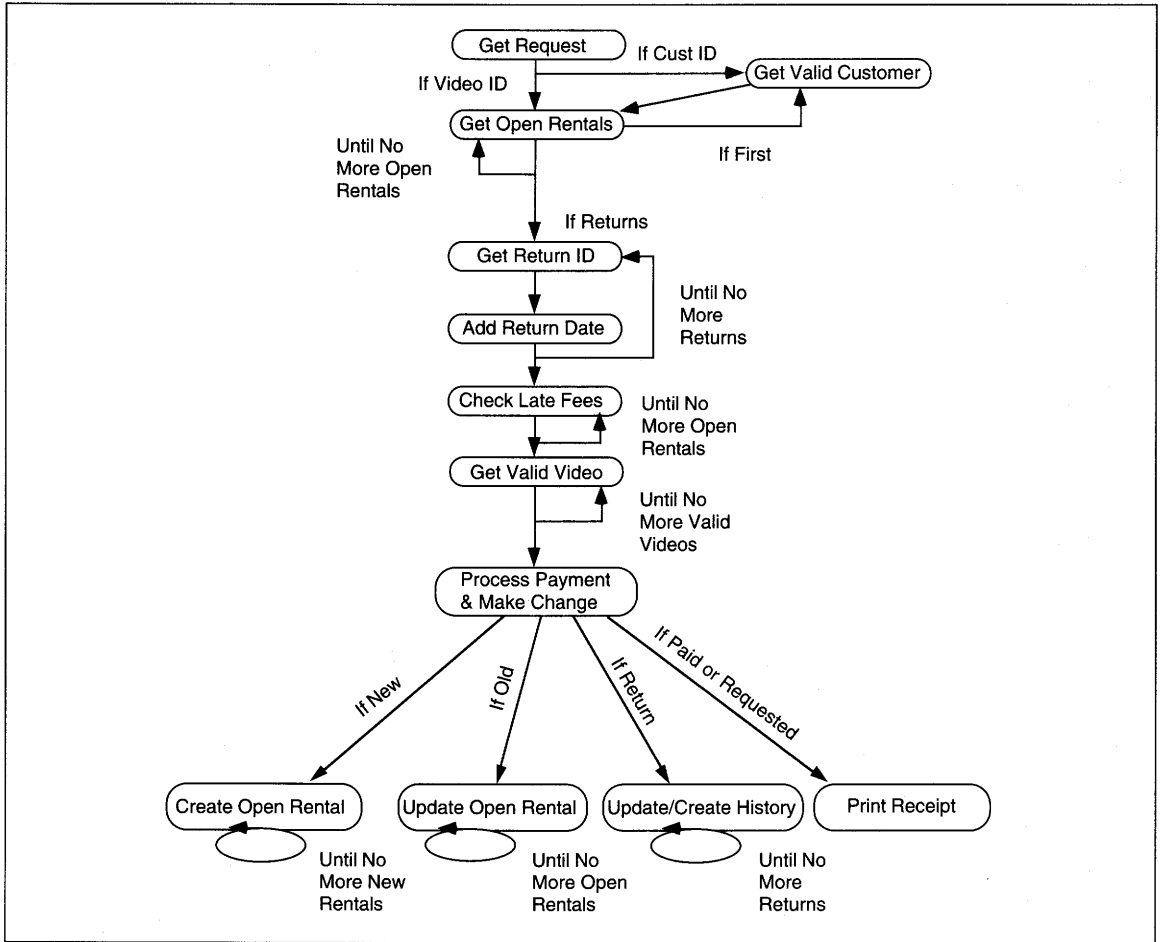 Get Request
If Cust ID
Get Valid Customer
If Video ID
Get Open Rentals
If First
Until No
More Open
Rentals
If Returns
Get Return ID
Until No
More
Returns
Add Return Date
Check Late Fees
Until No
More Open
Rentals
Get Valid Video
Until No
More Valid
Videos
Process Payment
& Make Change
If New
If Old
If Return
If Paid or Requested
Create Open Rental
Update Open Rental
Update/Create History
Print Receipt
Until No
More New
Rentals
Until No
More Open
Rentals
Until No
More
Returns